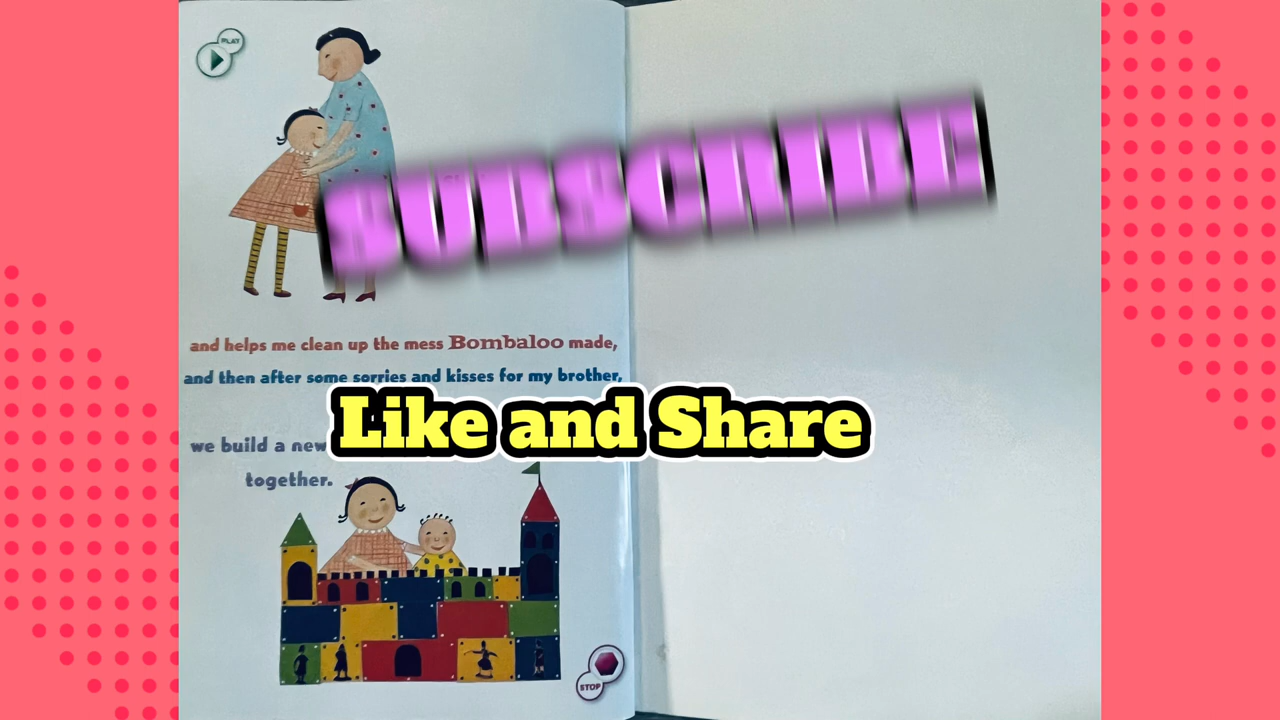 PLAY
SUBSCRIBE
and helps me clean up the mess Bombaloo made,
and then after some sorries and kisses for my brother,
Like and Share
we build a new
together.
STOP